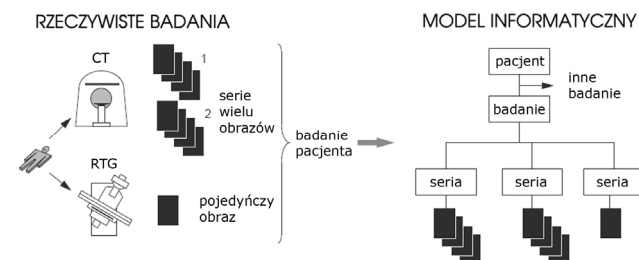 RZECZYWISTE BADANIA
MODEL INFORMATYCZNY
CT
1
serie
wielu
obrazów
2
RTG
pojedyńczy
obraz
badanie
pacjenta
pacjent
inne
badanie
badanie
seria
seria
seria